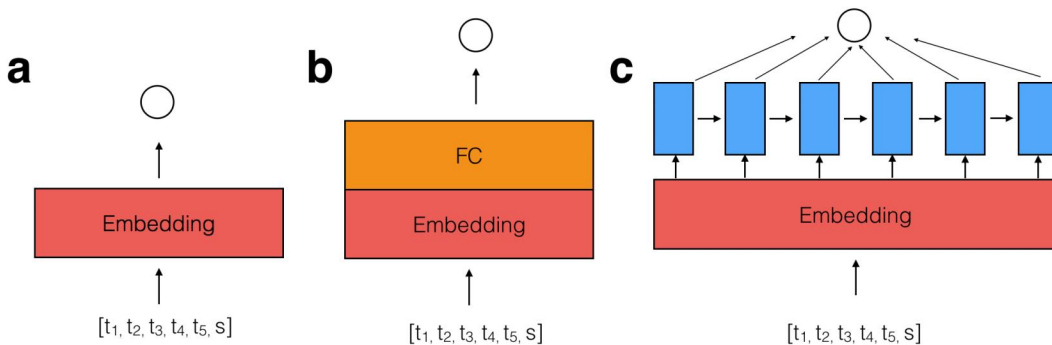 a
Embedding
[t₁, t₂, t₃, t₄, t₅, s]
b
FC
Embedding
[t₁, t₂, t₃, t₄, t₅, s]
c
Embedding
[t₁, t₂, t₃, t₄, t₅, s]